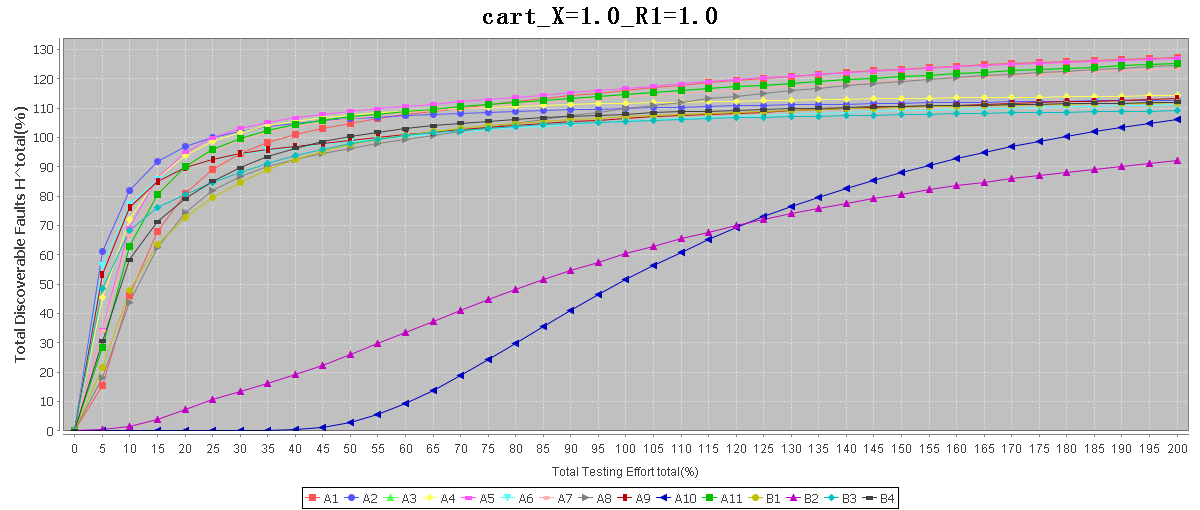 cart_X=1.0_R1=1.0
Total Discoverable Faults H^total(%)
130
120
110
100
90
80
70
60
50
40
30
20
10
0
0 5 10 15 20 25 30 35 40 45 50 55 60 65 70 75 80 85 90 95 100 105 110 115 120 125 130 135 140 145 150 155 160 165 170 175 180 185 190 195 200
Total Testing Effort total(%)
A1 A2 A3 A4 A5 A6 A7 A8 A9 A10 A11 B1 B2 B3 B4